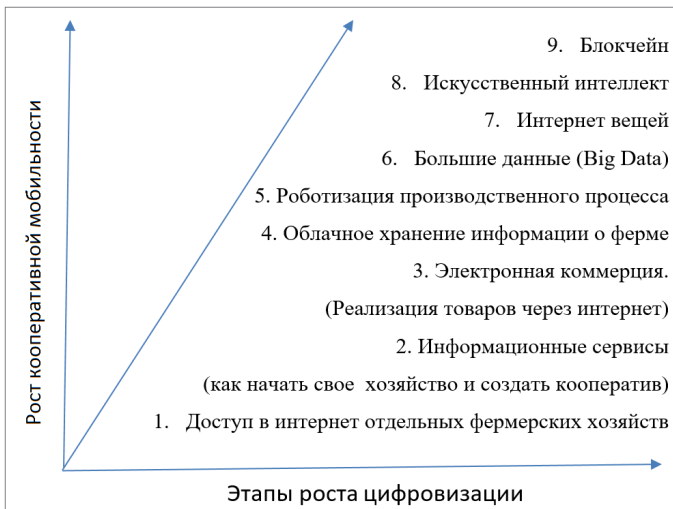 Рост кооперативной мобильности
9. Блокчейн
8. Искусственный интеллект
7. Интернет вещей
6. Большие данные (Big Data)
5. Роботизация производственного процесса
4. Облачное хранение информации о ферме
3. Электронная коммерция.
(Реализация товаров через интернет)
2. Информационные сервисы
(как начать свое хозяйство и создать кооператив)
1. Доступ в интернет отдельных фермерских хозяйств
Этапы роста цифровизации